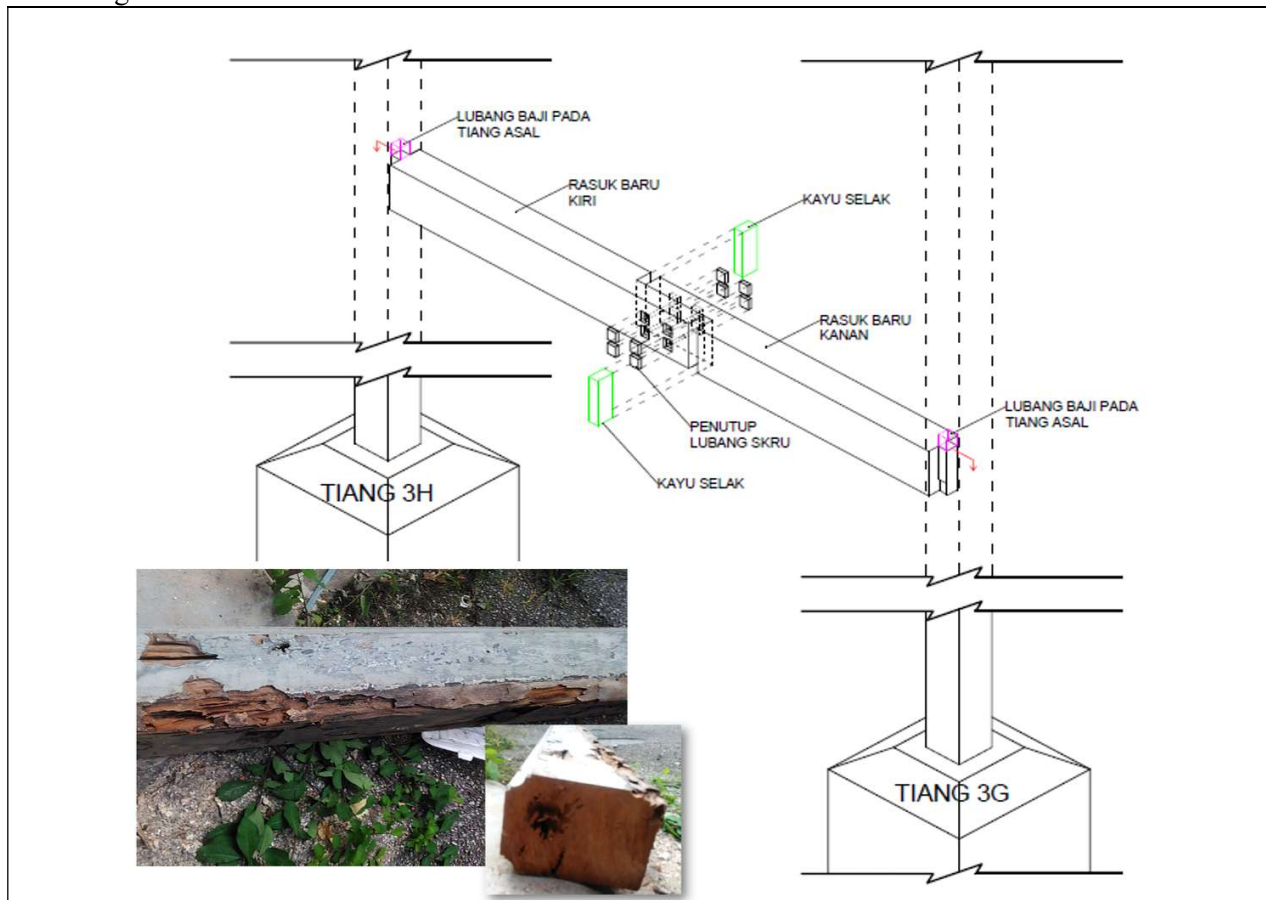 LUBANG BAJI PADA
TIANG ASAL
RASUK BARU
KIRI
KAYU SELAK
RASUK BARU
KANAN
LUBANG BAJI PADA
TIANG ASAL
PENUTUP
LUBANG SKRU
KAYU SELAK
TIANG 3H
TIANG 3G